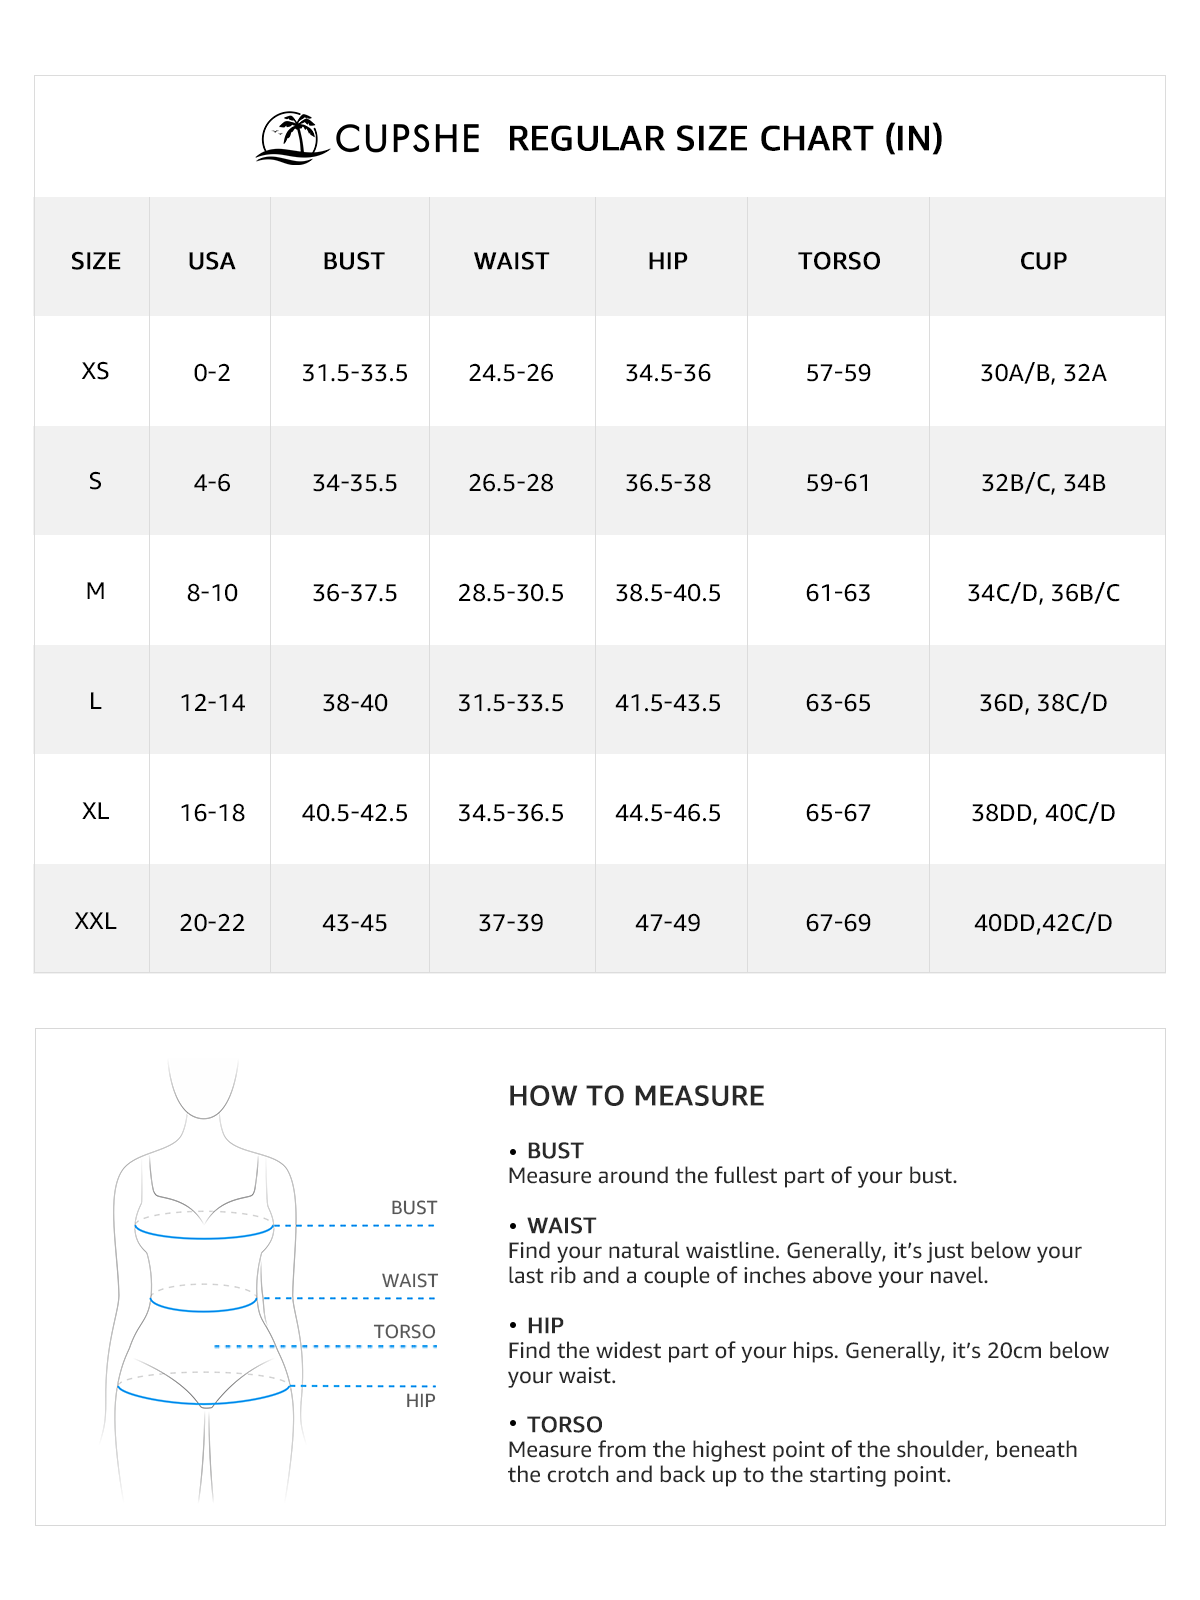 CUPSHE REGULAR SIZE CHART (IN)
SIZE USA BUST WAIST HIP TORSO CUP
XS 0-2 31.5-33.5 24.5-26 34.5-36 57-59 30A/B, 32A
S 4-6 34-35.5 26.5-28 36.5-38 59-61 32B/C, 34B
M 8-10 36-37.5 28.5-30.5 38.5-40.5 61-63 34C/D, 36B/C
L 12-14 38-40 31.5-33.5 41.5-43.5 63-65 36D, 38C/D
XL 16-18 40.5-42.5 34.5-36.5 44.5-46.5 65-67 38DD, 40C/D
XXL 20-22 43-45 37-39 47-49 67-69 40DD,42C/D
BUST
WAIST
TORSO
HIP
HOW TO MEASURE
• BUST
Measure around the fullest part of your bust.
• WAIST
Find your natural waistline. Generally, it’s just below your
last rib and a couple of inches above your navel.
• HIP
Find the widest part of your hips. Generally, it’s 20cm below
your waist.
• TORSO
Measure from the highest point of the shoulder, beneath
the crotch and back up to the starting point.